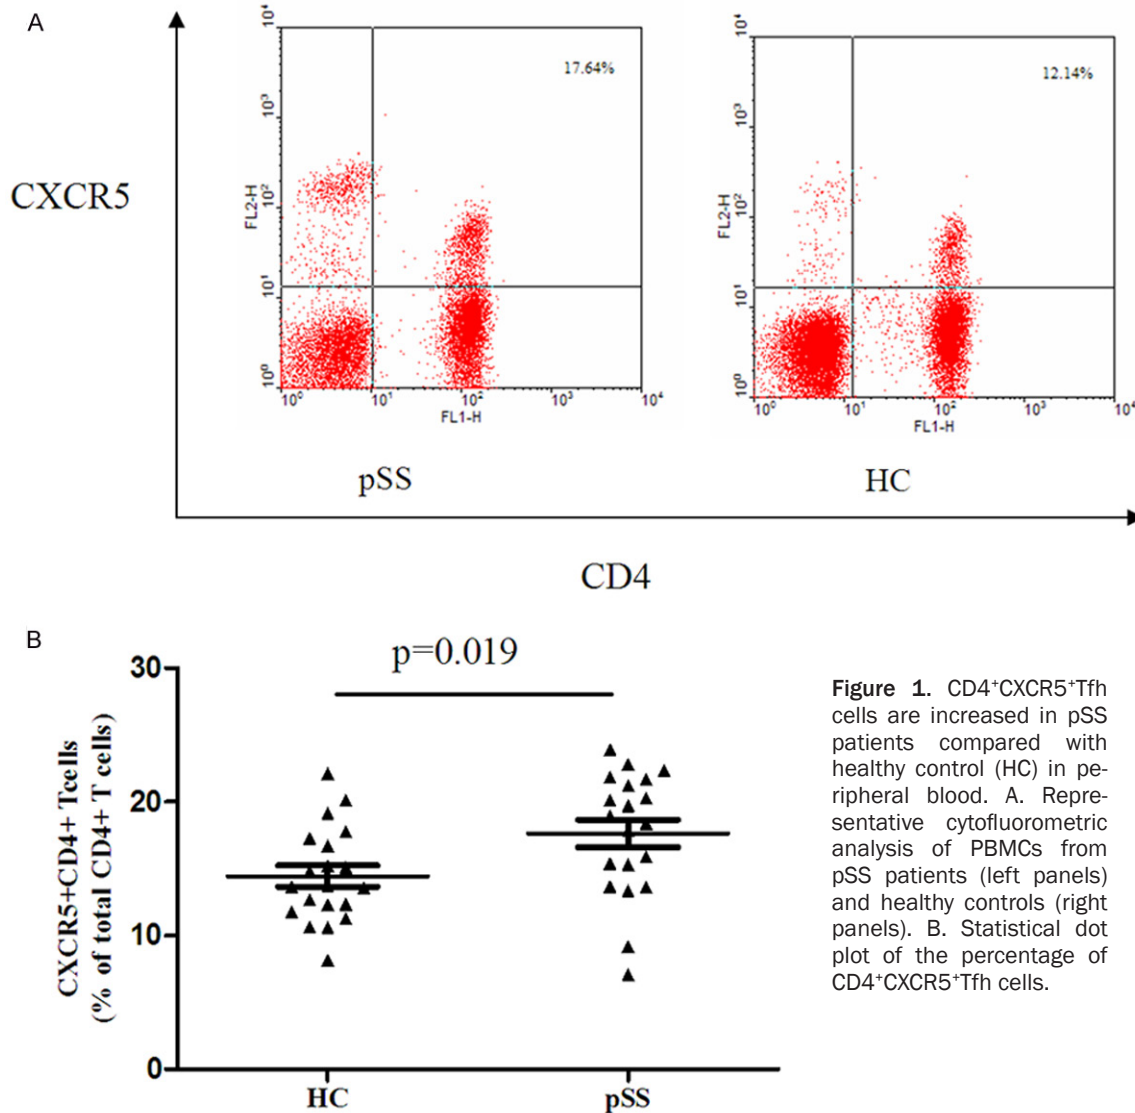 A
CXCR5
10⁴
10³
10²
10¹
10⁰
FL2-H
17.64%
10⁰ 10¹ 10² 10³ 10⁴
FL1-H
pSS
10⁴
10³
10²
10¹
10⁰
FL2-H
12.14%
10⁰ 10¹ 10² 10³ 10⁴
FL1-H
HC
CD4
B
p=0.019
CXCR5+CD4+ Tcells
(% of total CD4+ T cells)
30
20
10
0
HC pSS
Figure 1. CD4⁺CXCR5⁺Tfh
cells are increased in pSS
patients compared with
healthy control (HC) in pe-
ripheral blood. A. Repre-
sentative cytofluorometric
analysis of PBMCs from
pSS patients (left panels)
and healthy controls (right
panels). B. Statistical dot
plot of the percentage of
CD4⁺CXCR5⁺Tfh cells.